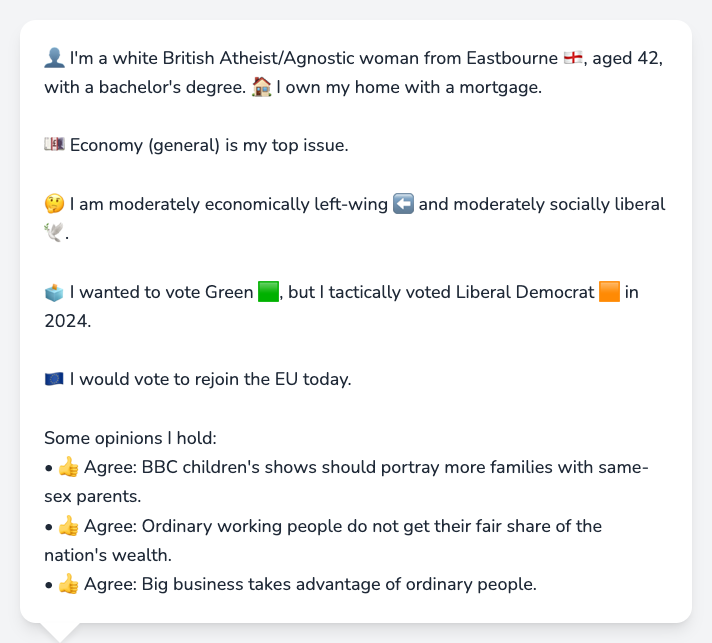 👤 I'm a white British Atheist/Agnostic woman from Eastbourne 🏴󠁧󠁢󠁥󠁮󠁧󠁿, aged 42,
with a bachelor's degree. 🏠 I own my home with a mortgage.
💷 Economy (general) is my top issue.
🤔 I am moderately economically left-wing ⬅️ and moderately socially liberal
🕊️.
🗳️ I wanted to vote Green 🟩, but I tactically voted Liberal Democrat 🟧 in
2024.
🇪🇺 I would vote to rejoin the EU today.
Some opinions I hold:
• 👍 Agree: BBC children's shows should portray more families with same-
sex parents.
• 👍 Agree: Ordinary working people do not get their fair share of the
nation's wealth.
• 👍 Agree: Big business takes advantage of ordinary people.